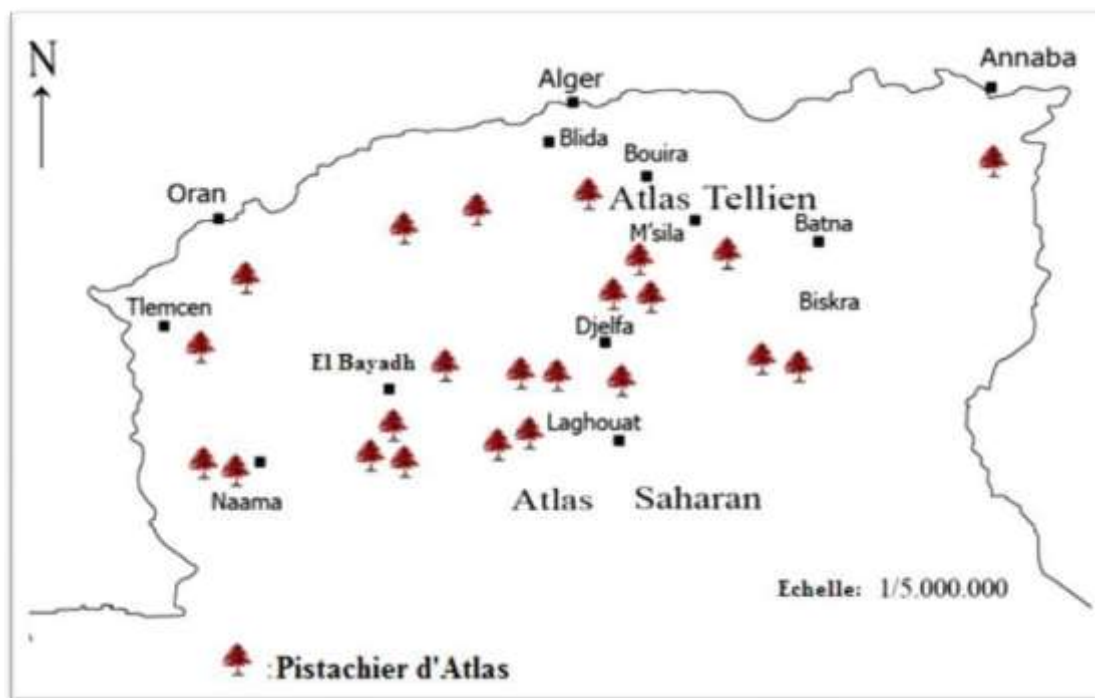 N
Annaba
Alger
Blida
Bouira
Oran
Atlas Tellien
M'sila
Batna
Tlemcen
Biskra
Djelfa
El Bayadh
Laghouat
Naama
Atlas Saharan
Echelle: 1/5.000.000
:Pistachier d'Atlas